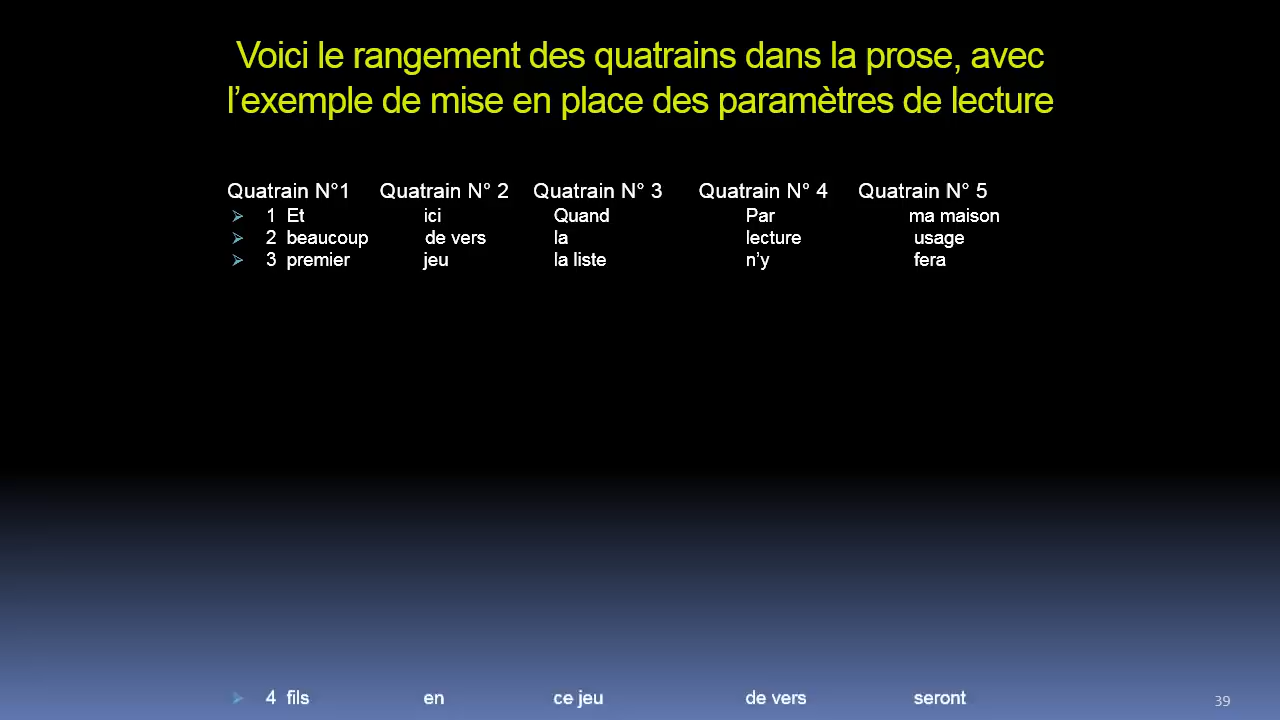 Voici le rangement des quatrains dans la prose, avec
l’exemple de mise en place des paramètres de lecture
Quatrain N°1 Quatrain N° 2 Quatrain N° 3 Quatrain N° 4 Quatrain N° 5
1 Et ici Quand Par ma maison
2 beaucoup de vers la lecture usage
3 premier jeu la liste n’y fera
4 fils en ce jeu de vers seront
39